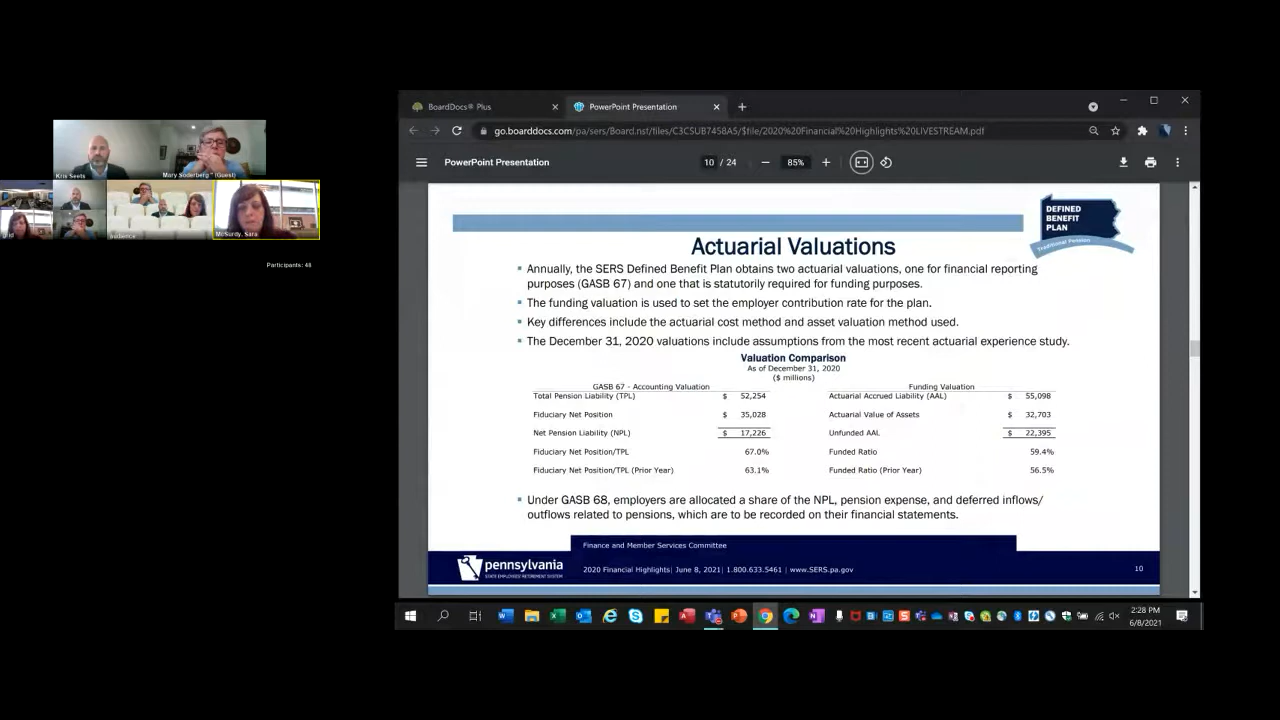 Kris Seets
Mary Soderberg " (Guest)
audience
McSurdy, Sara
Participants: 48
BoardDocs® Plus
PowerPoint Presentation
go.boarddocs.com/pa/sers/Board.nsf/files/C3C5UB7458A5/$file/2020%20Financial%20Highlights%20LIVESTREAM.pdf
PowerPoint Presentation
10 / 24
85%
DEFINED
BENEFIT
PLAN
Traditional Pension
Actuarial Valuations
▪ Annually, the SERS Defined Benefit Plan obtains two actuarial valuations, one for financial reporting
purposes (GASB 67) and one that is statutorily required for funding purposes.
▪ The funding valuation is used to set the employer contribution rate for the plan.
▪ Key differences include the actuarial cost method and asset valuation method used.
▪ The December 31, 2020 valuations include assumptions from the most recent actuarial experience study.
Valuation Comparison
As of December 31, 2020
($ millions)
GASB 67 - Accounting Valuation
Total Pension Liability (TPL) $ 52,254
Fiduciary Net Position $ 35,028
Net Pension Liability (NPL) $ 17,226
Fiduciary Net Position/TPL 67.0%
Fiduciary Net Position/TPL (Prior Year) 63.1%
Funding Valuation
Actuarial Accrued Liability (AAL) $ 55,098
Actuarial Value of Assets $ 32,703
Unfunded AAL $ 22,395
Funded Ratio 59.4%
Funded Ratio (Prior Year) 56.5%
▪ Under GASB 68, employers are allocated a share of the NPL, pension expense, and deferred inflows/
outflows related to pensions, which are to be recorded on their financial statements.
Finance and Member Services Committee
pennsylvania
STATE EMPLOYEES' RETIREMENT SYSTEM
2020 Financial Highlights| June 8, 2021| 1.800.633.5461 | www.SERS.pa.gov
10
2:28 PM
6/8/2021